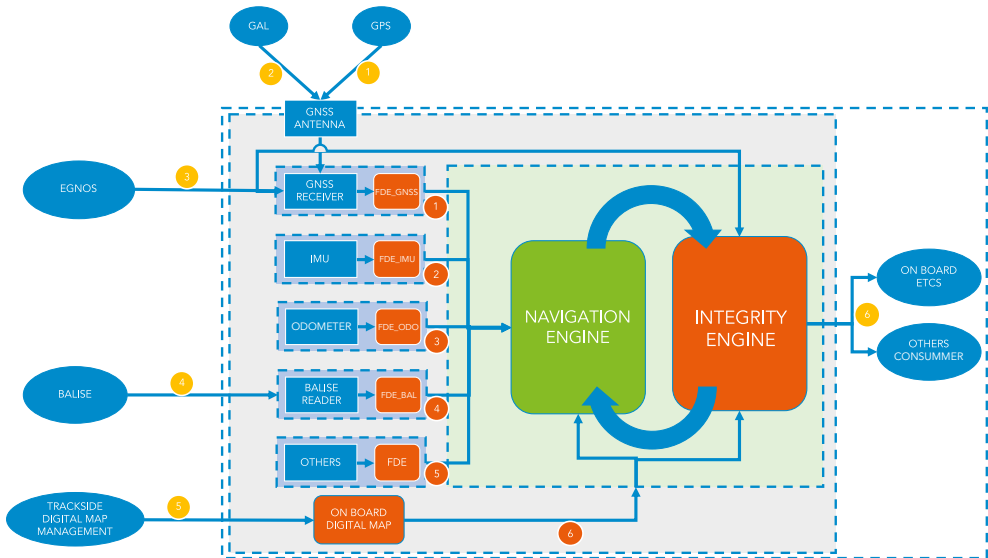 GAL
GPS
2
1
GNSS
ANTENNA
3
EGNOS
GNSS
RECEIVER
FDE_GNSS
1
IMU
FDE_IMU
2
ODOMETER
FDE_ODO
3
NAVIGATION
ENGINE
INTEGRITY
ENGINE
ON BOARD
ETCS
6
OTHERS
CONSUMMER
BALISE
4
BALISE
READER
FDE_BAL
4
OTHERS
FDE
5
TRACKSIDE
DIGITAL MAP
MANAGEMENT
5
ON BOARD
DIGITAL MAP
6